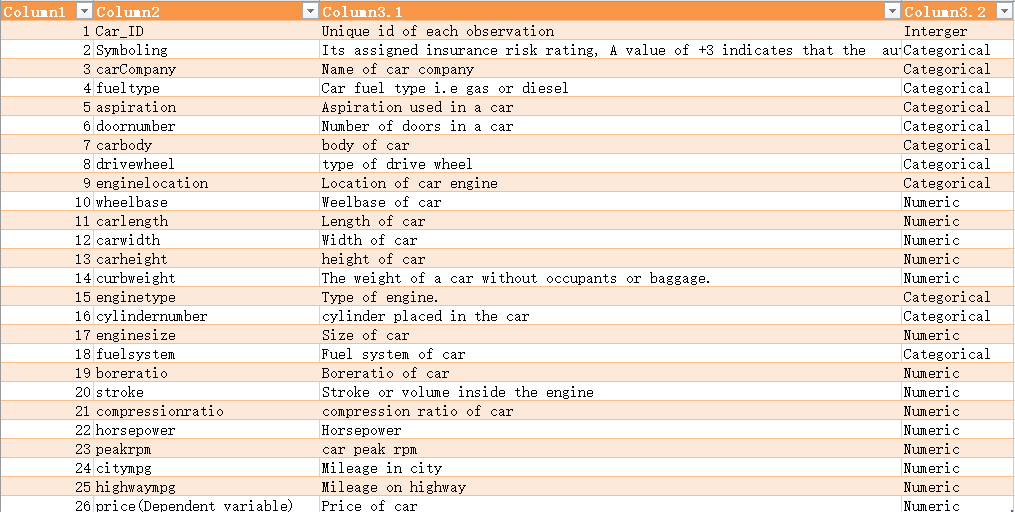 Column1 Column2 Column3.1 Column3.2
1 Car_ID Unique id of each observation Interger
2 Symboling Its assigned insurance risk rating, A value of +3 indicates that the au Categorical
3 carCompany Name of car company Categorical
4 fueltype Car fuel type i.e gas or diesel Categorical
5 aspiration Aspiration used in a car Categorical
6 doornumber Number of doors in a car Categorical
7 carbody body of car Categorical
8 drivewheel type of drive wheel Categorical
9 enginelocation Location of car engine Categorical
10 wheelbase Weelbase of car Numeric
11 carlength Length of car Numeric
12 carwidth Width of car Numeric
13 carheight height of car Numeric
14 curbweight The weight of a car without occupants or baggage. Numeric
15 enginetype Type of engine. Categorical
16 cylindernumber cylinder placed in the car Categorical
17 enginesize Size of car Numeric
18 fuelsystem Fuel system of car Categorical
19 boreratio Boreratio of car Numeric
20 stroke Stroke or volume inside the engine Numeric
21 compressionratio compression ratio of car Numeric
22 horsepower Horsepower Numeric
23 peakrpm car peak rpm Numeric
24 citympg Mileage in city Numeric
25 highwaympg Mileage on highway Numeric
26 price(Dependent variable) Price of car Numeric